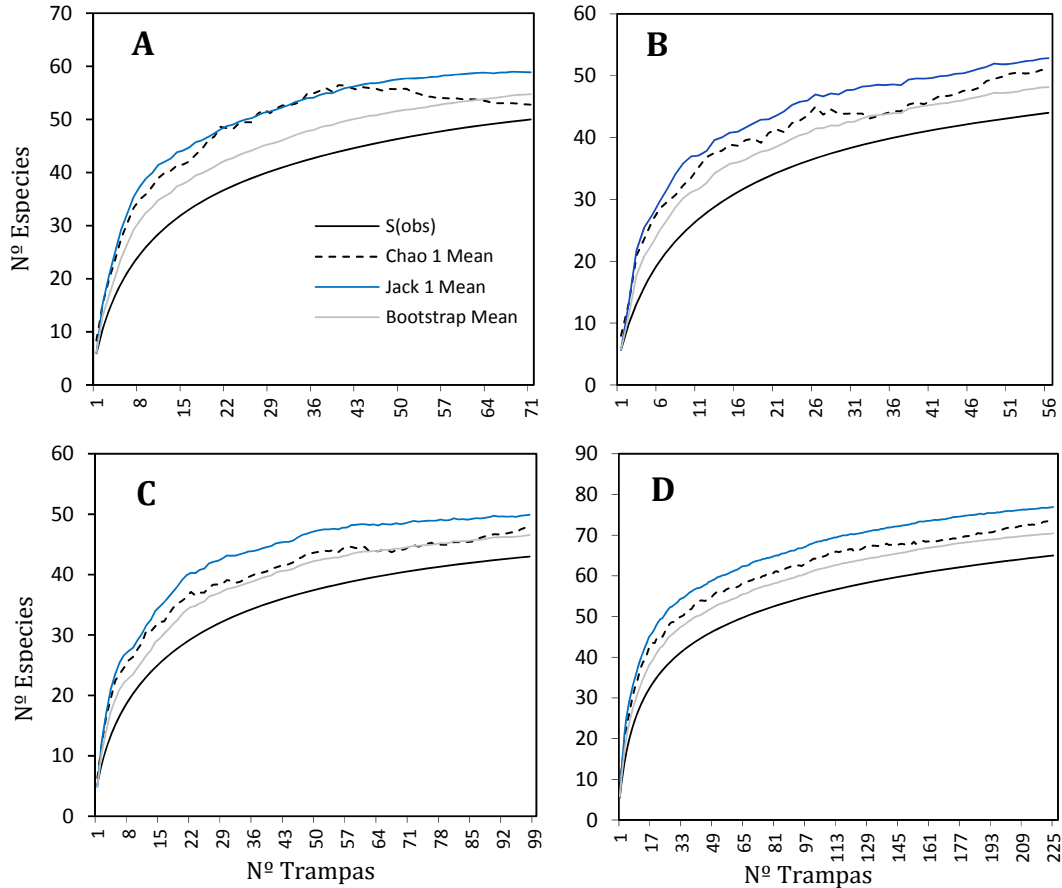 A
Nº Especies
70
60
50
40
30
20
10
0
S(obs)
Chao 1 Mean
Jack 1 Mean
Bootstrap Mean
1 8 15 22 29 36 43 50 57 64 71
B
60
50
40
30
20
10
0
1 6 11 16 21 26 31 36 41 46 51 56
C
Nº Especies
60
50
40
30
20
10
0
1 8 15 22 29 36 43 50 57 64 71 78 85 92 99
Nº Trampas
D
90
80
70
60
50
40
30
20
10
0
1 17 33 49 65 81 97 113 129 145 161 177 193 209 225
Nº Trampas